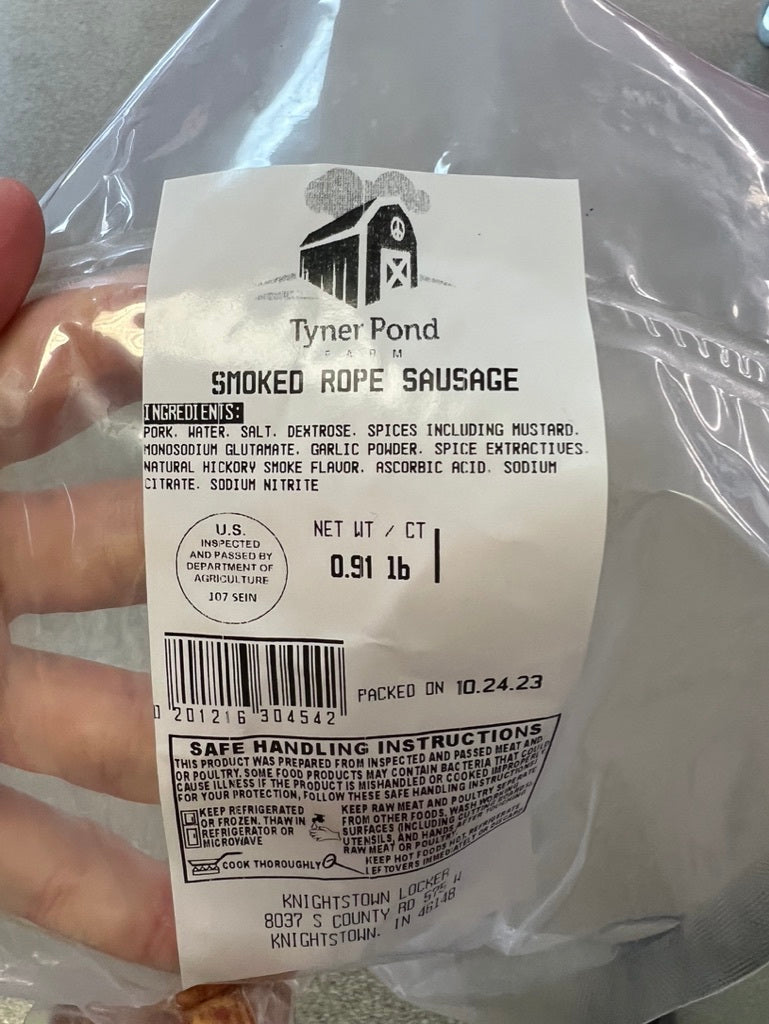 Tyner Pond
FARM
SMOKED ROPE SAUSAGE
INGREDIENTS:
PORK, WATER, SALT, DEXTROSE, SPICES INCLUDING MUSTARD,
MONOSODIUM GLUTAMATE, GARLIC POWDER, SPICE EXTRACTIVES,
NATURAL HICKORY SMOKE FLAVOR, ASCORBIC ACID, SODIUM
CITRATE, SODIUM NITRITE
U.S.
INSPECTED
AND PASSED BY
DEPARTMENT OF
AGRICULTURE
107 SEIN
NET WT / CT
0.91 lb
0 201216 304542
PACKED ON 10.24.23
SAFE HANDLING INSTRUCTIONS
THIS PRODUCT WAS PREPARED FROM INSPECTED AND PASSED MEAT AND/
OR POULTRY. SOME FOOD PRODUCTS MAY CONTAIN BACTERIA THAT COULD
CAUSE ILLNESS IF THE PRODUCT IS MISHANDLED OR COOKED IMPROPERLY.
FOR YOUR PROTECTION, FOLLOW THESE SAFE HANDLING INSTRUCTIONS.
KEEP REFRIGERATED
OR FROZEN. THAW IN
REFRIGERATOR OR
MICROWAVE
KEEP RAW MEAT AND POULTRY SEPARATE
FROM OTHER FOODS. WASH WORKING
SURFACES (INCLUDING CUTTING BOARDS),
UTENSILS, AND HANDS AFTER TOUCHING
RAW MEAT OR POULTRY.
COOK THOROUGHLY
KEEP HOT FOODS HOT. REFRIGERATE
LEFTOVERS IMMEDIATELY OR DISCARD.
KNIGHTSTOWN LOCKER
8037 S COUNTY RD 575 W
KNIGHTSTOWN, IN 46148